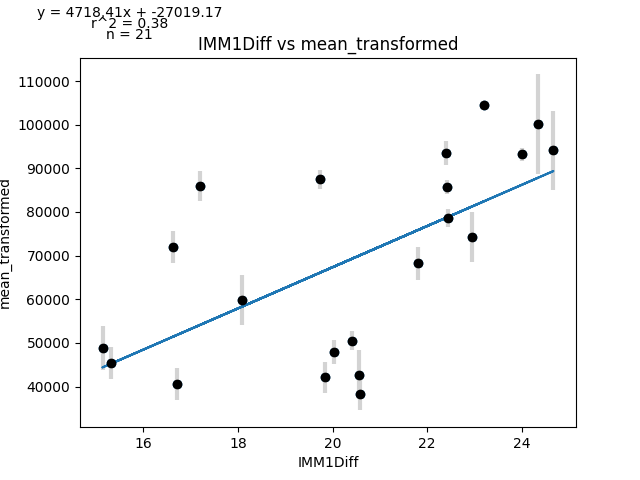 y = 4718.41x + -27019.17
r^2 = 0.38
n = 21
IMM1Diff vs mean_transformed
110000
100000
90000
80000
70000
60000
50000
40000
mean_transformed
16 18 20 22 24
IMM1Diff